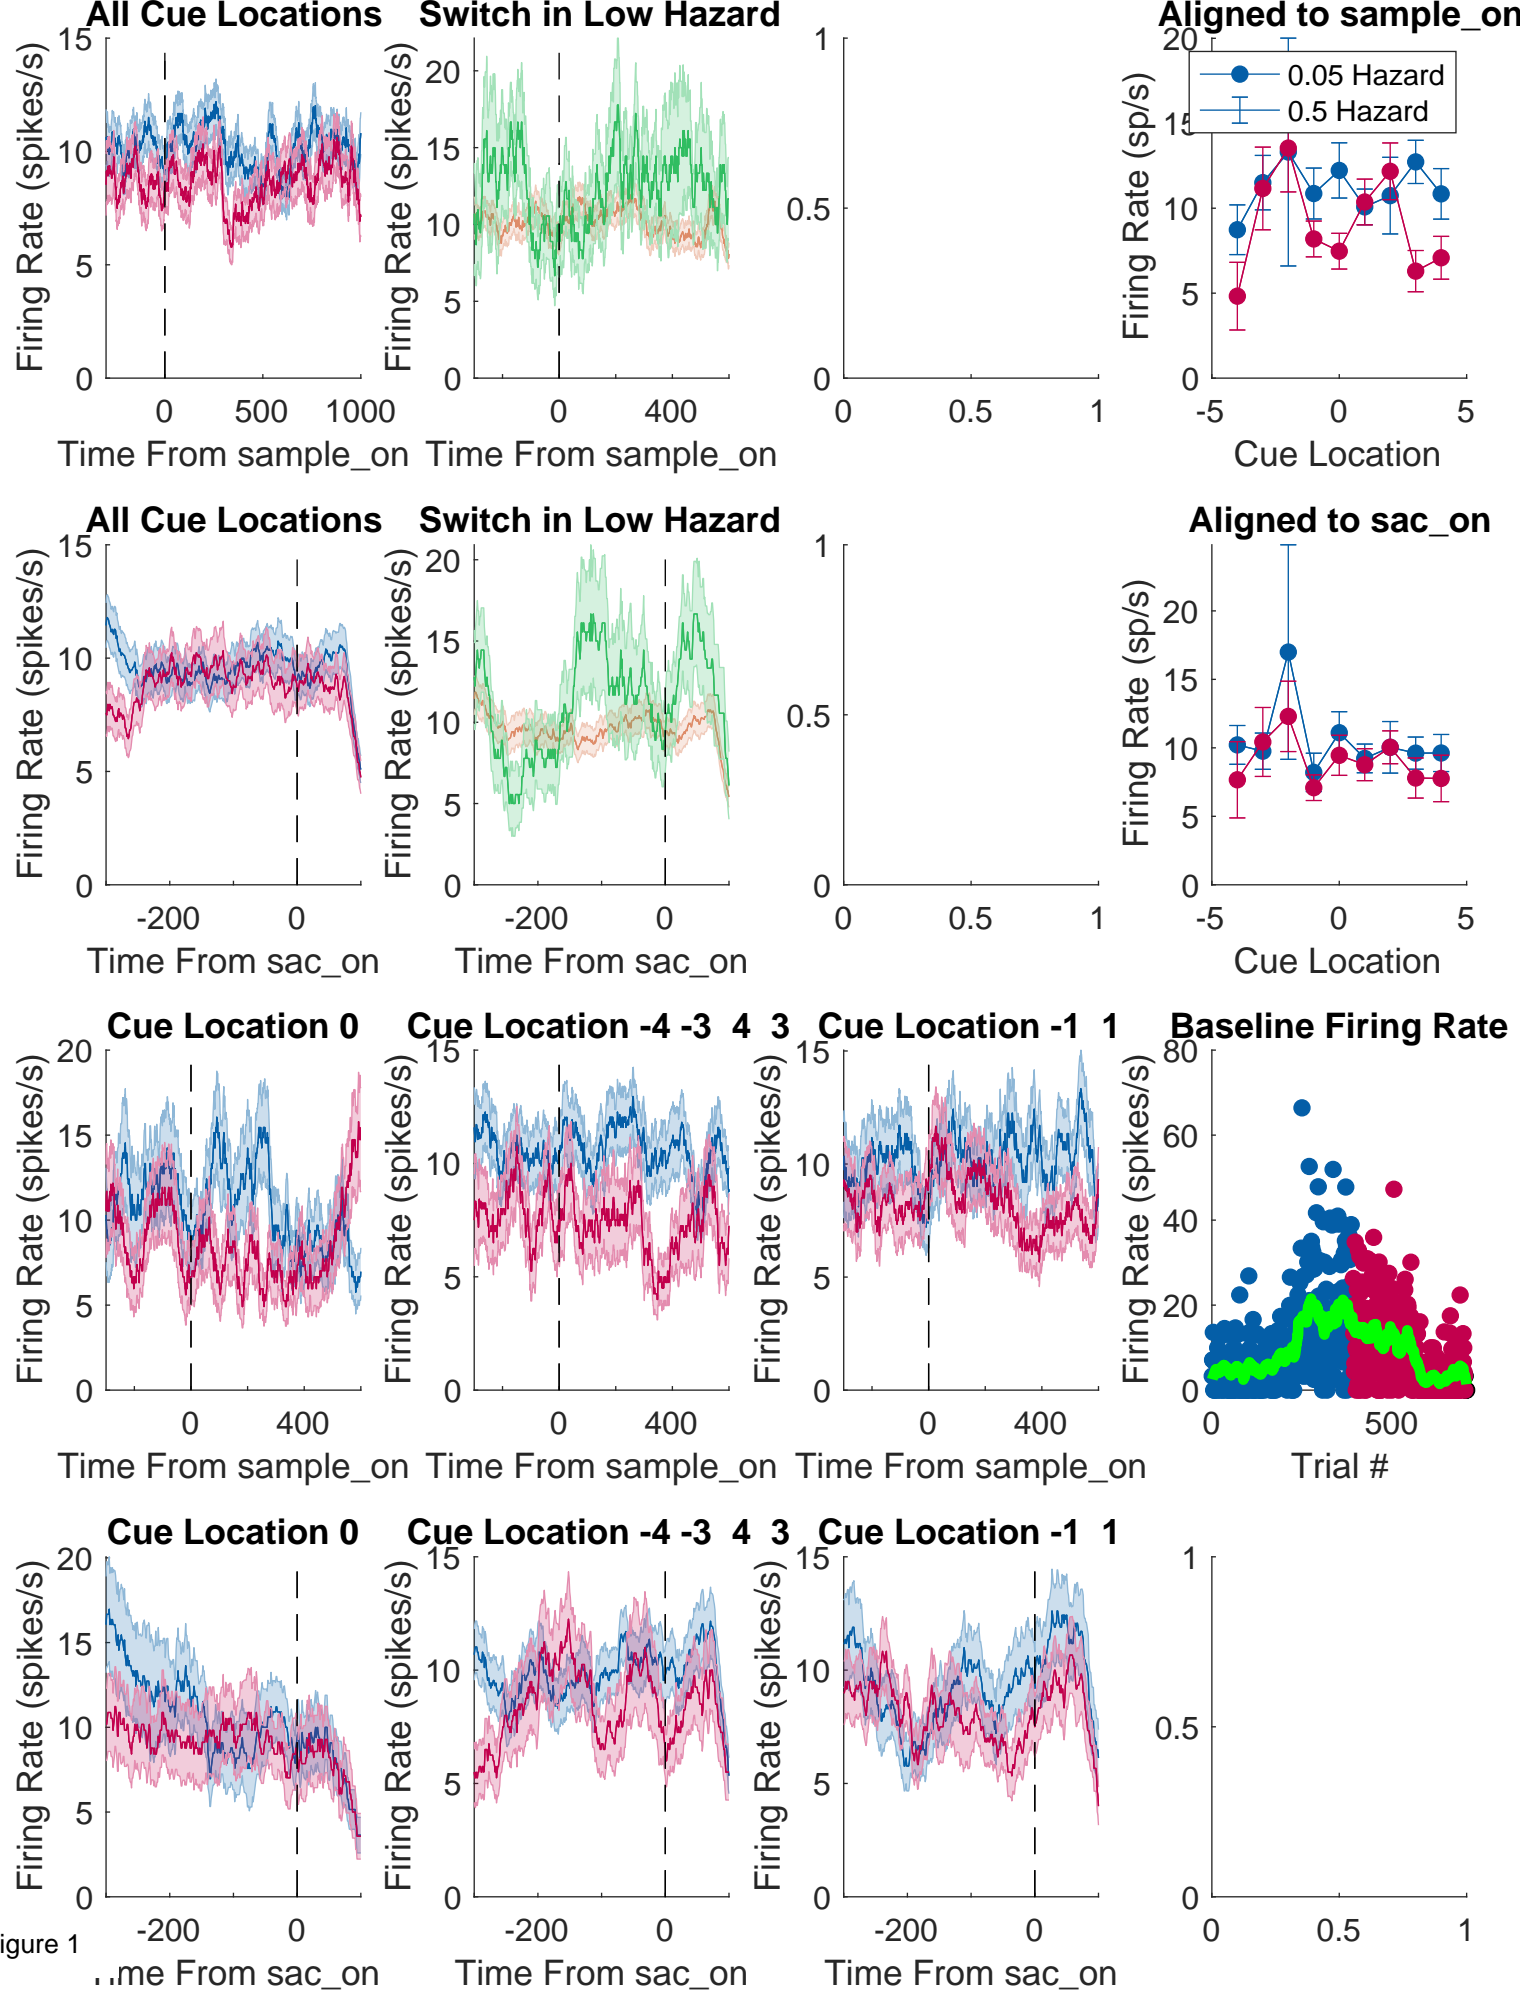 All Cue Locations
Switch in Low Hazard
Aligned to sample_on
15
10
5
0
Firing Rate (spikes/s)
0
500
1000
Time From sample_on
20
15
10
5
0
Firing Rate (spikes/s)
0
400
Time From sample_on
1
0.5
0
0
0.5
1
20
15
10
5
0
Firing Rate (sp/s)
0.05 Hazard
0.5 Hazard
-5
0
5
Cue Location
All Cue Locations
Switch in Low Hazard
Aligned to sac_on
15
10
5
0
Firing Rate (spikes/s)
-200
0
Time From sac_on
20
15
10
5
0
Firing Rate (spikes/s)
-200
0
Time From sac_on
1
0.5
0
0
0.5
1
20
15
10
5
0
Firing Rate (sp/s)
-5
0
5
Cue Location
Cue Location 0
Cue Location -4 -3 4 3
Cue Location -1 1
Baseline Firing Rate
20
15
10
5
0
Firing Rate (spikes/s)
0
400
Time From sample_on
15
10
5
0
Firing Rate (spikes/s)
0
400
Time From sample_on
15
10
5
0
Firing Rate (spikes/s)
0
400
Time From sample_on
80
60
40
20
0
Firing Rate (spikes/s)
0
500
Trial #
Cue Location 0
Cue Location -4 -3 4 3
Cue Location -1 1
20
15
10
5
0
Firing Rate (spikes/s)
-200
0
Time From sac_on
15
10
5
0
Firing Rate (spikes/s)
-200
0
Time From sac_on
15
10
5
0
Firing Rate (spikes/s)
-200
0
Time From sac_on
1
0.5
0
0
0.5
1
igure 1